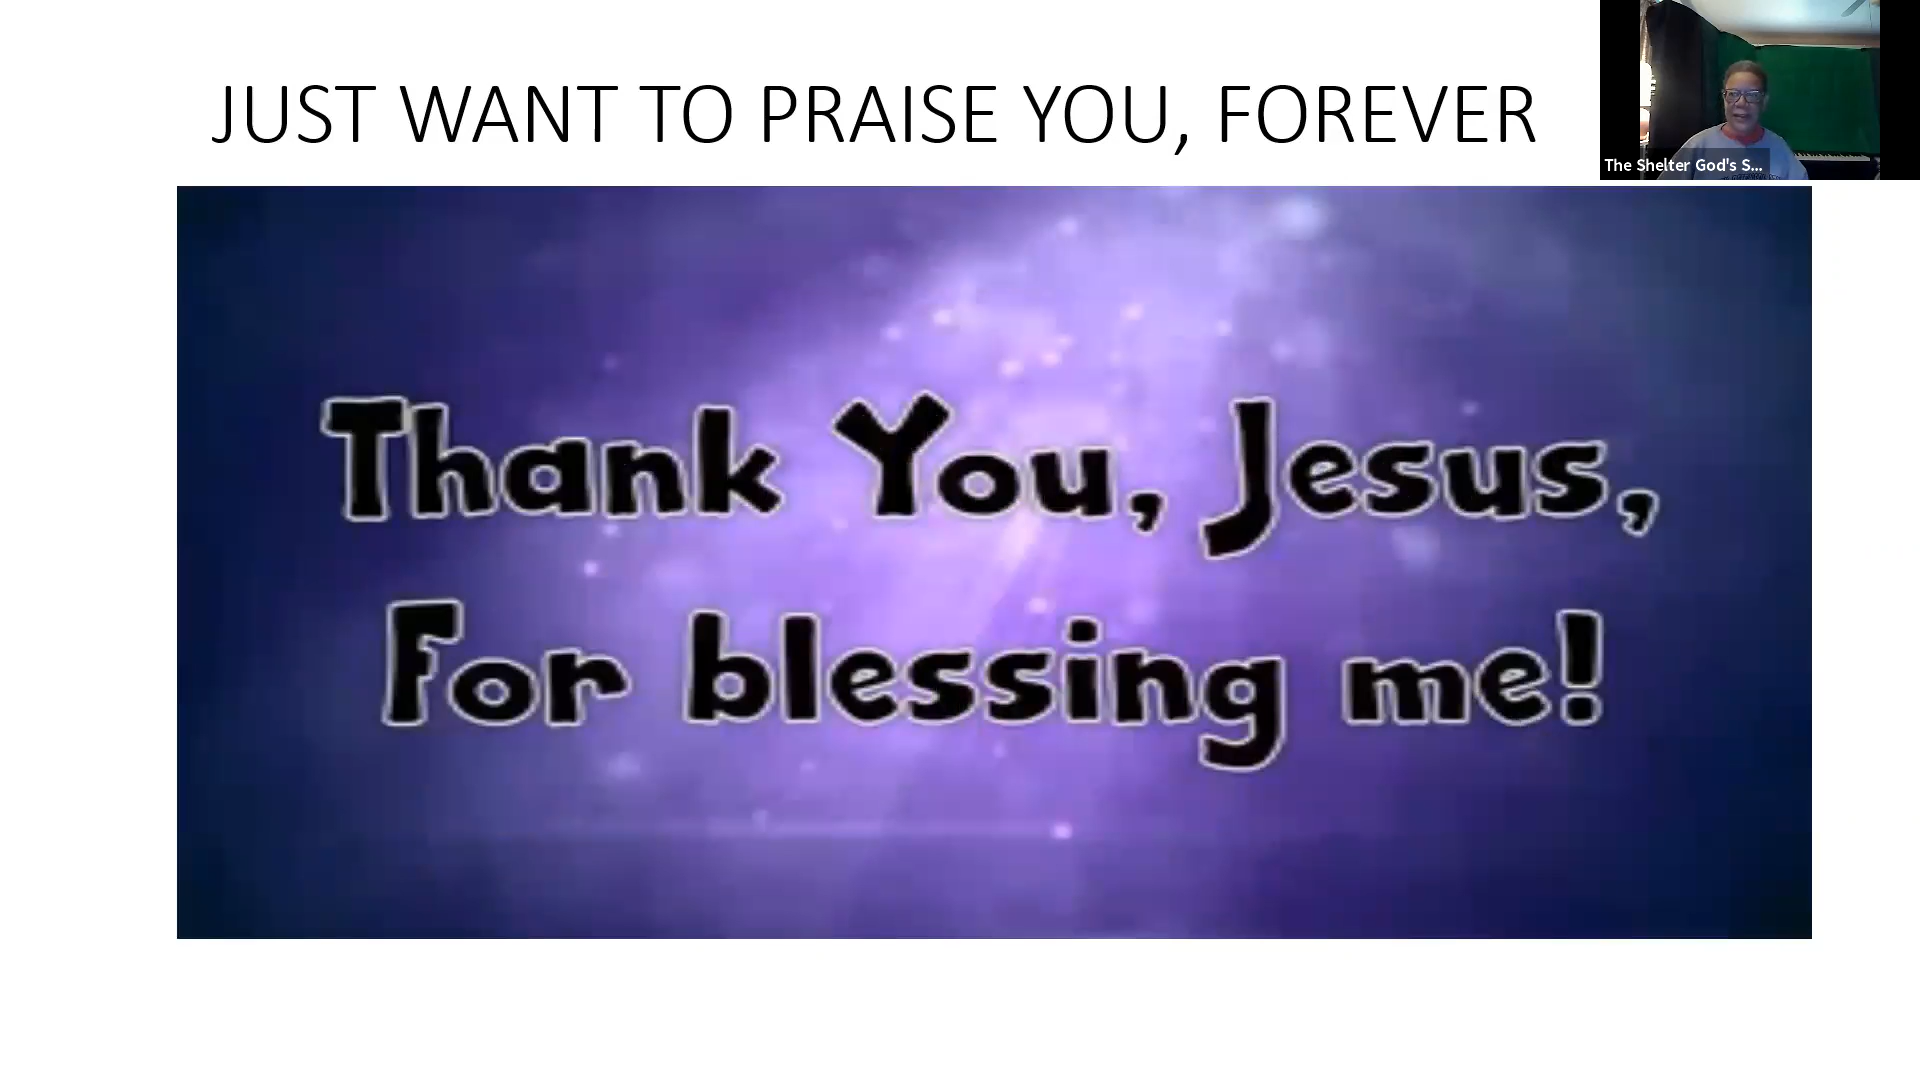 JUST WANT TO PRAISE YOU, FOREVER
The Shelter God's S...
Thank You, Jesus,
For blessing me!